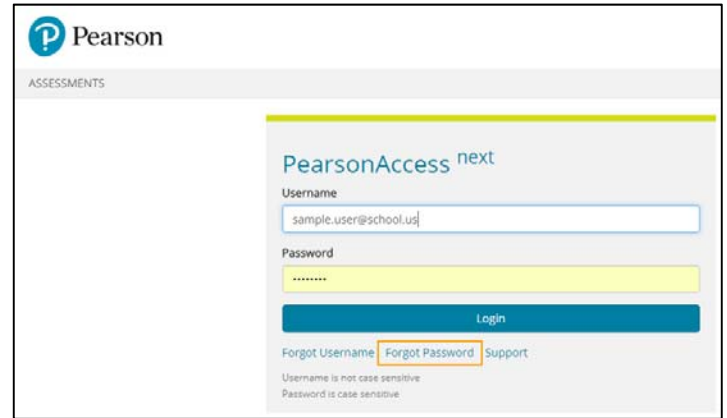 Pearson
ASSESSMENTS
PearsonAccess next
Username
sample.user@school.us
Password
••••••••
Login
Forgot Username Forgot Password Support
Username is not case sensitive
Password is case sensitive